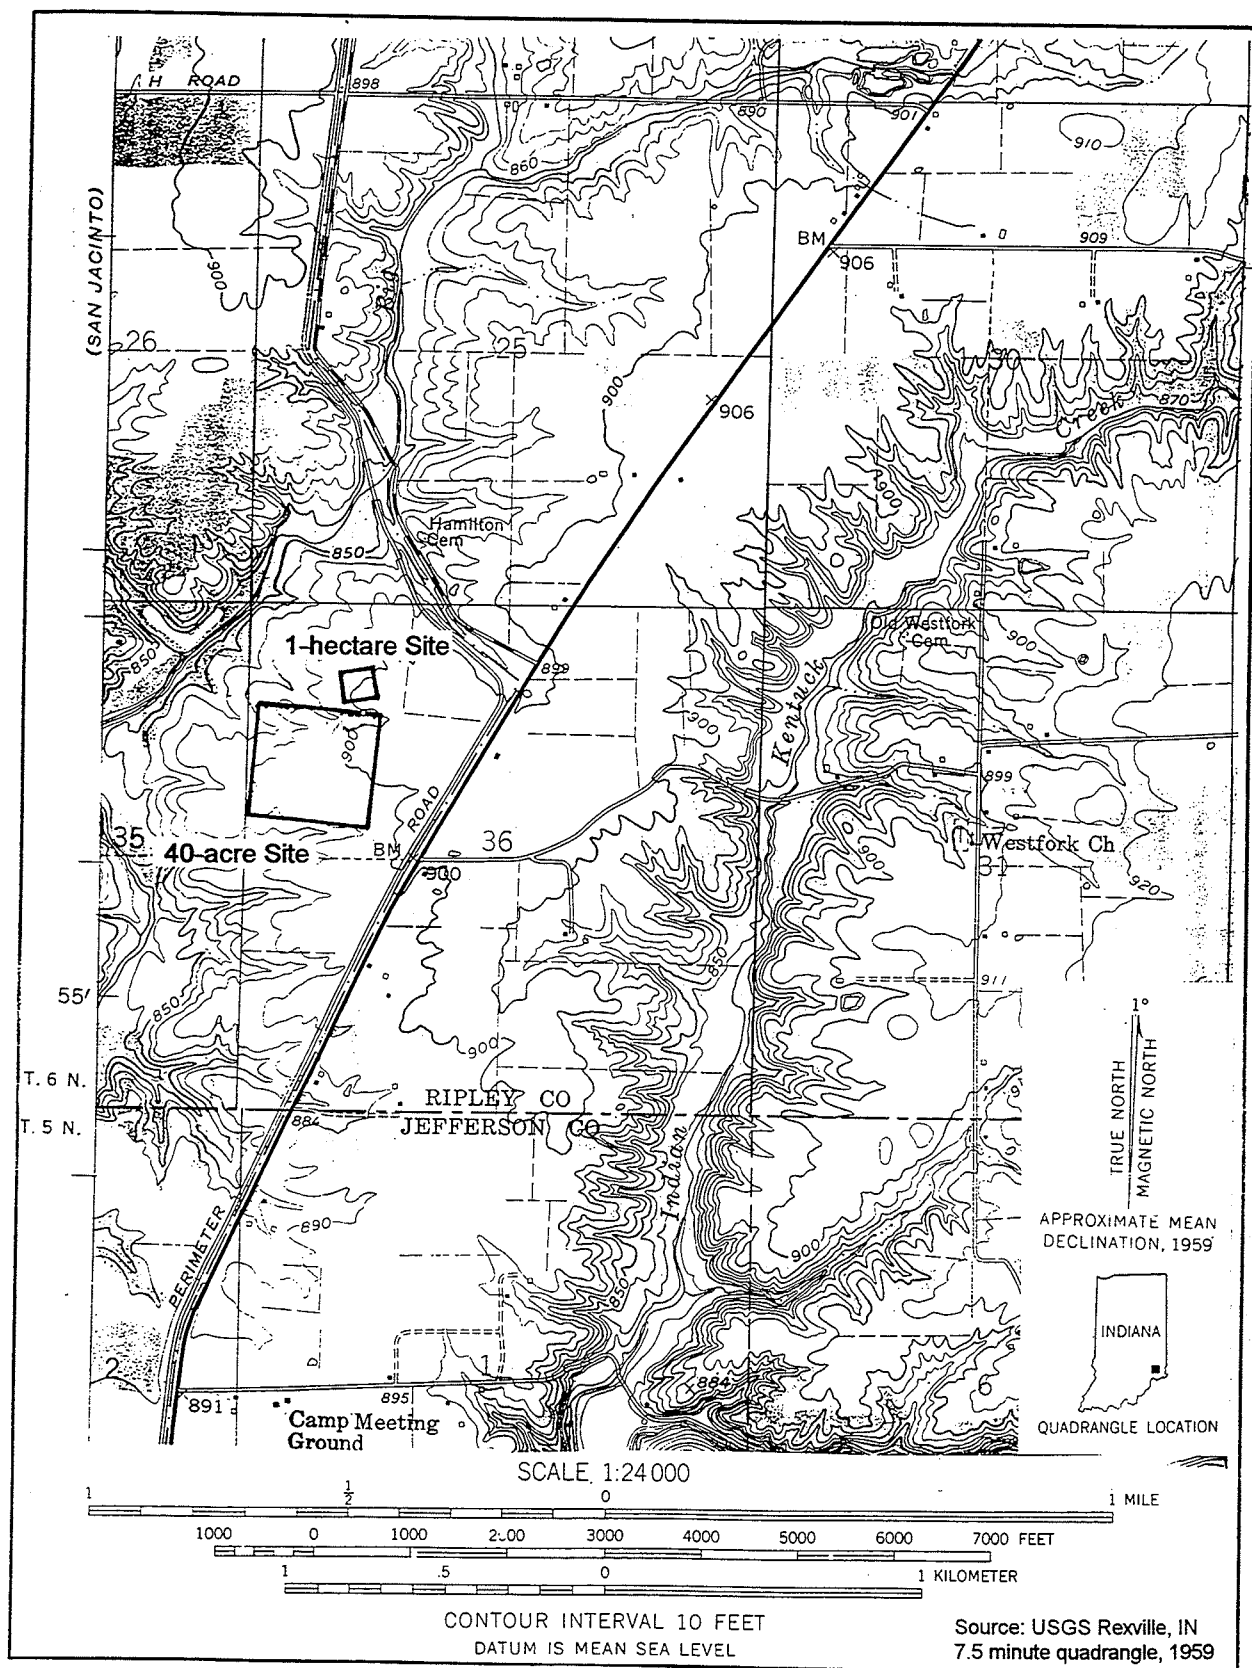 H ROAD
898
890
901
910
860
(SAN JACINTO)
BM
906
909
900
Big
26
25
30
900
906
Creek
870
900
Hamilton
Cem
850
Old Westfork
Cem
900
1-hectare Site
850
899
Kentuck
900
900
899
ROAD
35
BM
36
40-acre Site
900
900
Westfork Ch
31
920
850
911
55'
850
900
1°
T. 6 N.
RIPLEY CO
884
JEFFERSON CO
T. 5 N.
TRUE NORTH
MAGNETIC NORTH
Indian
890
900
APPROXIMATE MEAN
DECLINATION, 1959
PERIMETER
850
INDIANA
2
1
884
6
891
895
Camp Meeting
Ground
QUADRANGLE LOCATION
SCALE 1:24 000
1 1/2 0 1 MILE
1000 0 1000 2000 3000 4000 5000 6000 7000 FEET
1 .5 0 1 KILOMETER
CONTOUR INTERVAL 10 FEET
DATUM IS MEAN SEA LEVEL
Source: USGS Rexville, IN
7.5 minute quadrangle, 1959